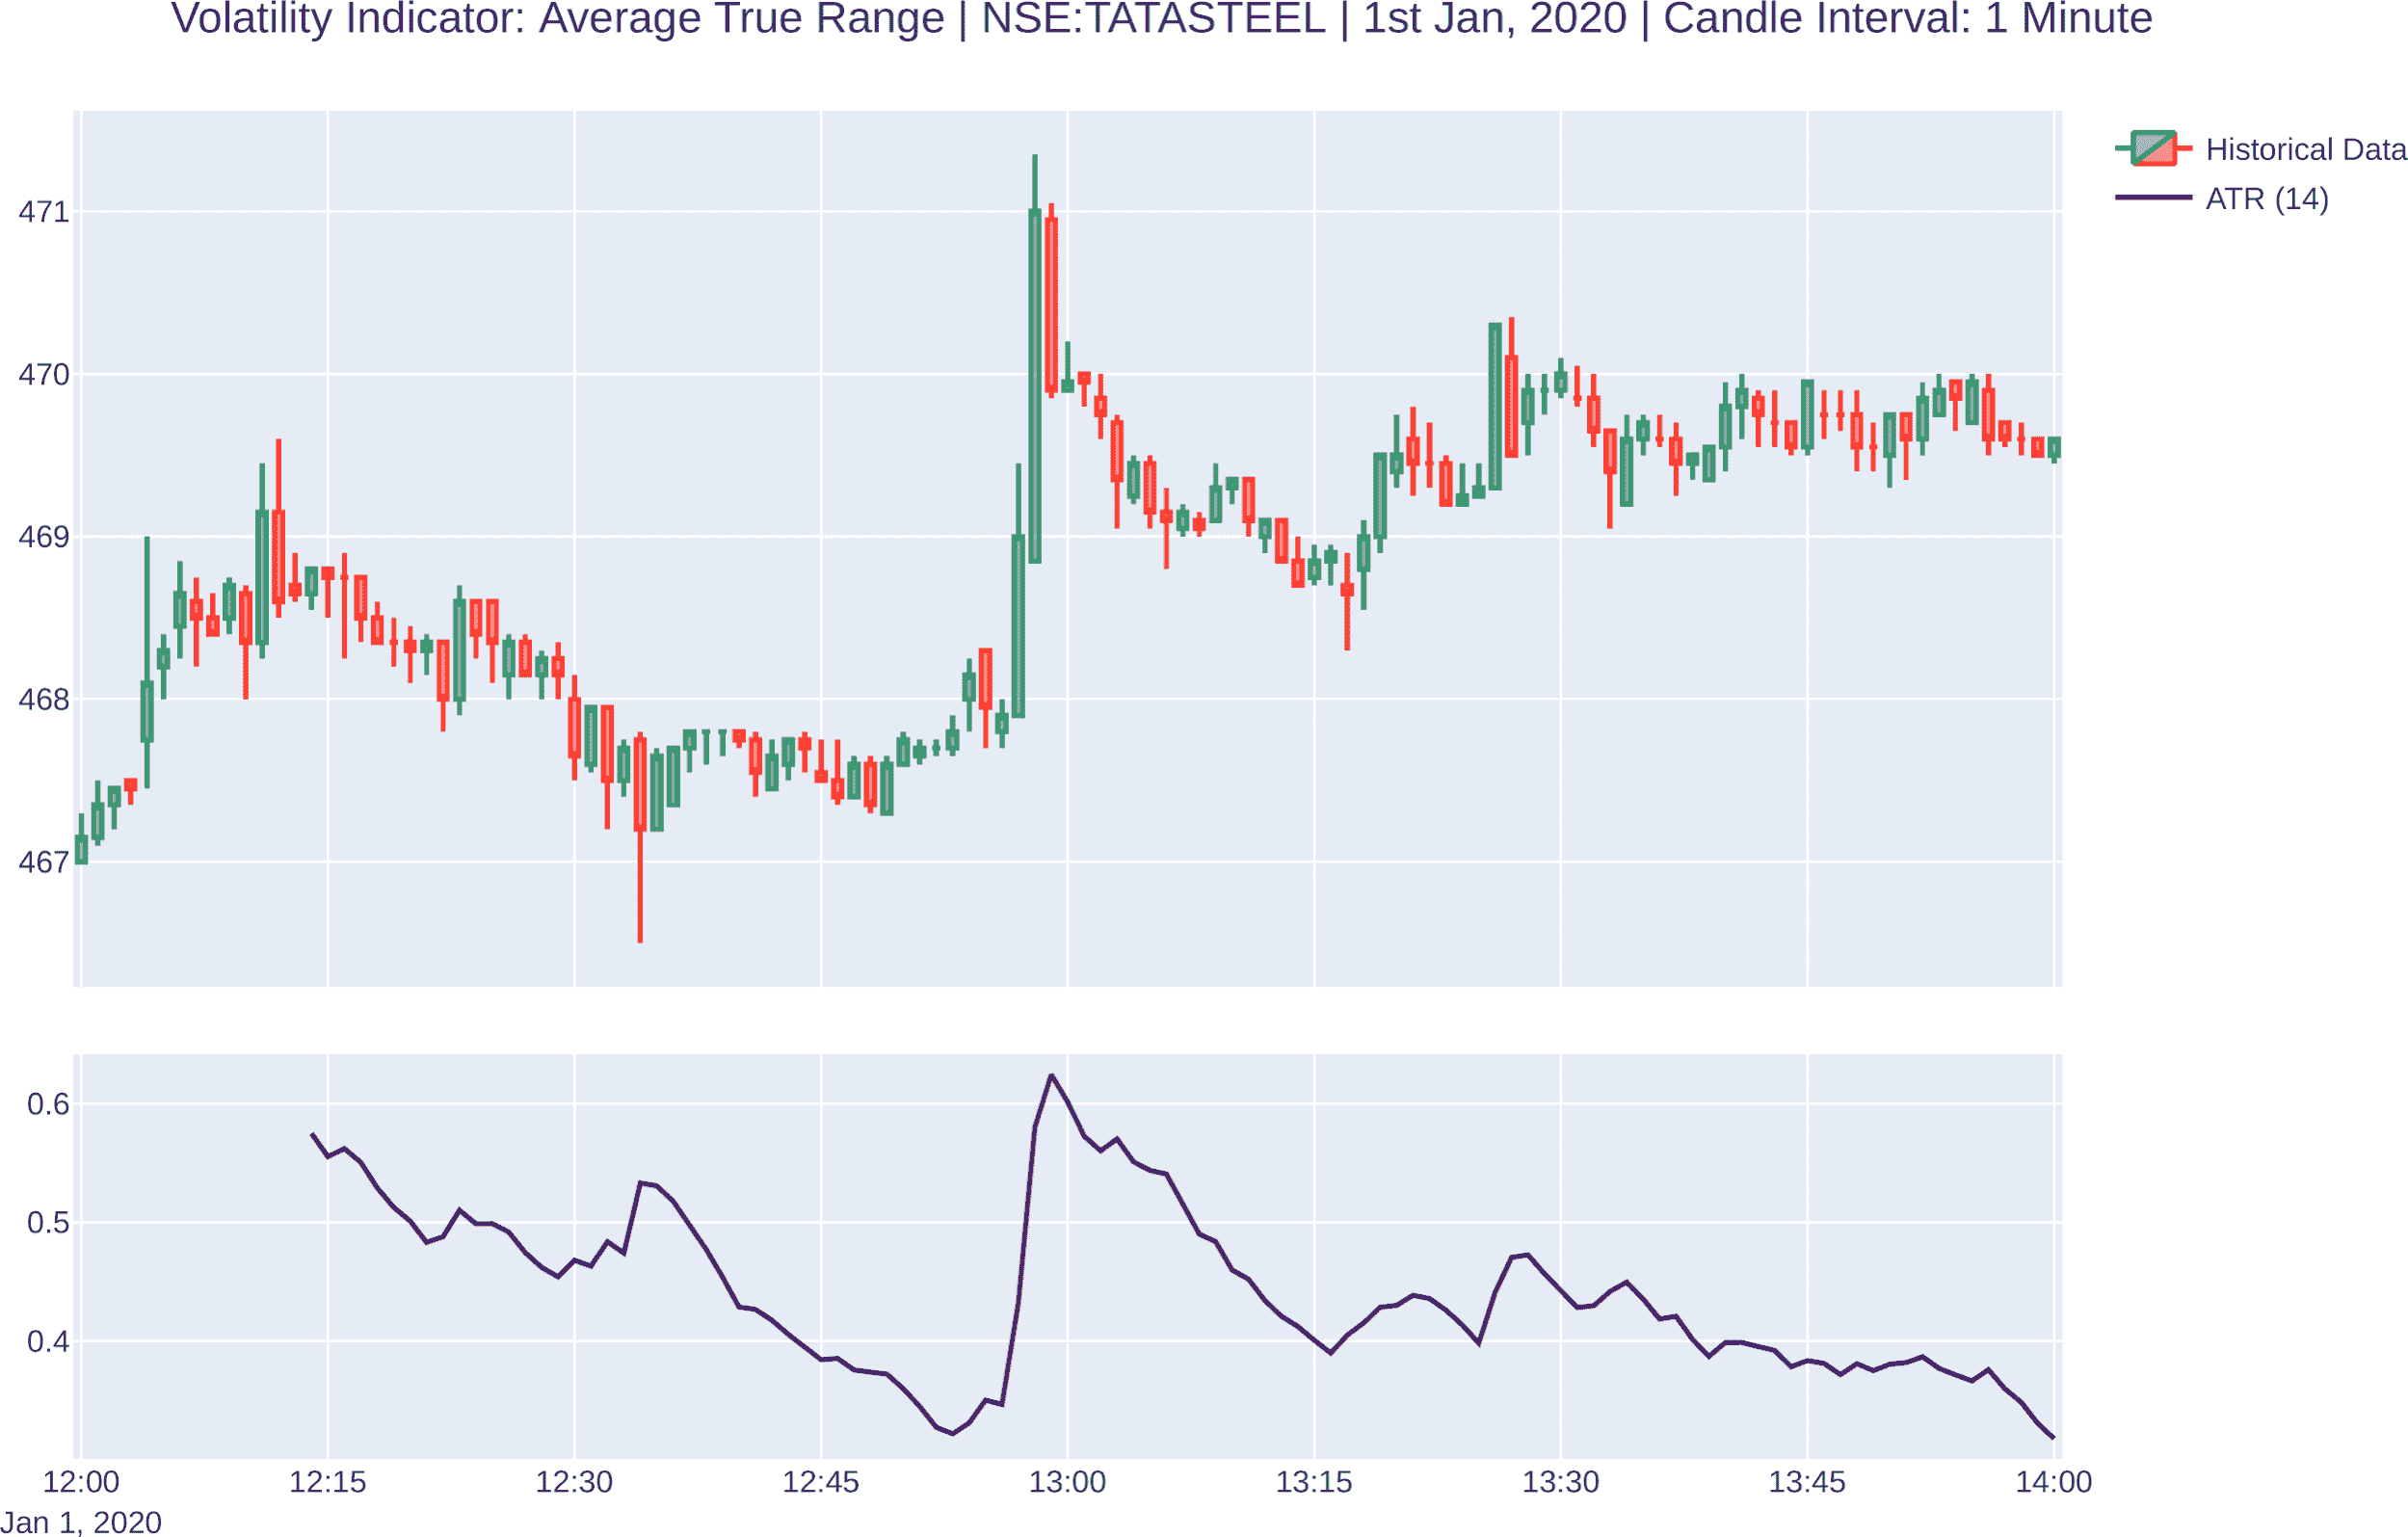 Volatility Indicator: Average True Range | NSE:TATASTEEL | 1st Jan, 2020 | Candle Interval: 1 Minute
Historical Data
ATR (14)
471
470
469
468
467
0.6
0.5
0.4
12:00 12:15 12:30 12:45 13:00 13:15 13:30 13:45 14:00
Jan 1, 2020